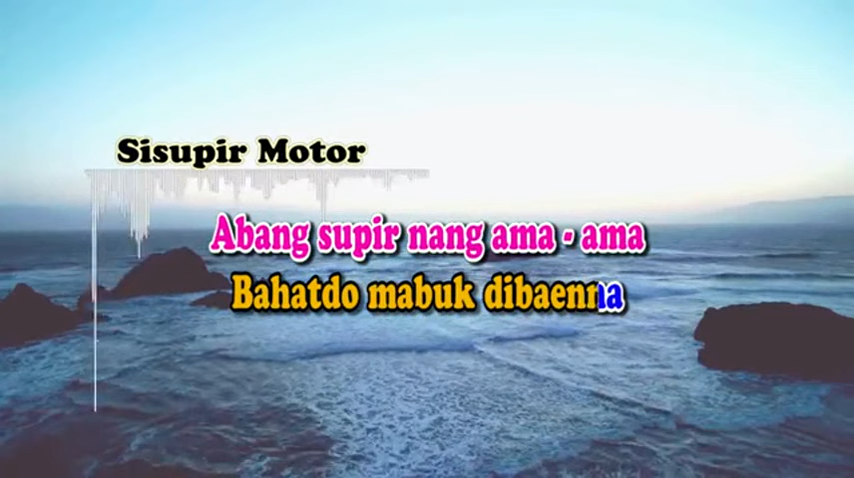 Sisupir Motor
Abang supir nang ama - ama
Bahatdo mabuk dibaenna